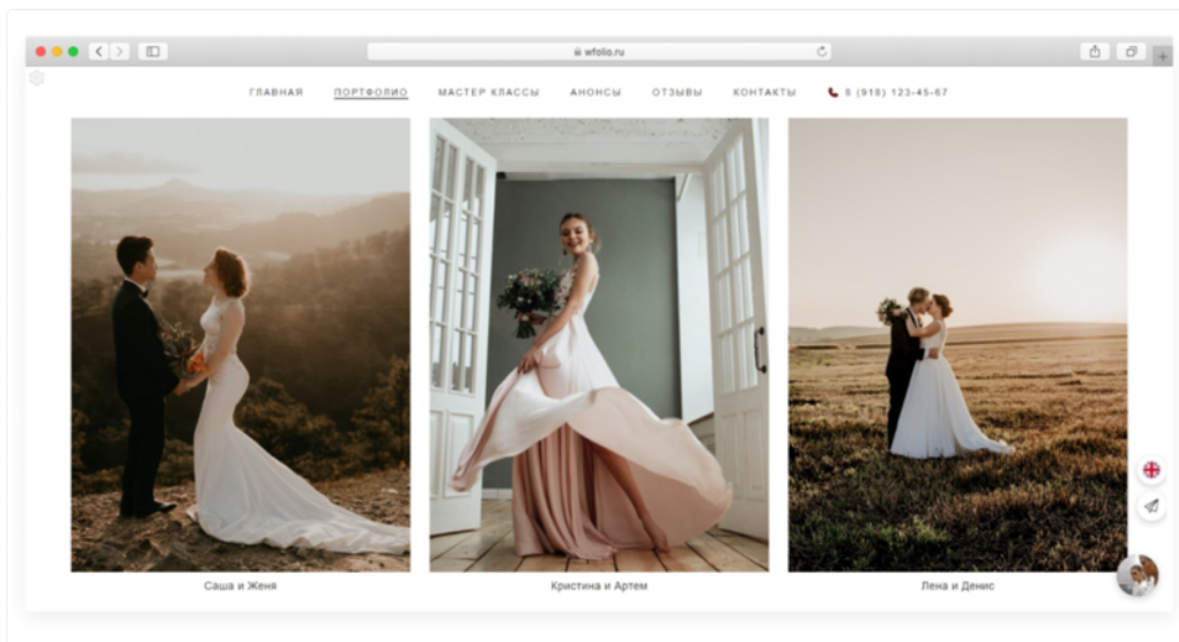 wfolio.ru
ГЛАВНАЯ ПОРТФОЛИО МАСТЕР КЛАССЫ АНОНСЫ ОТЗЫВЫ КОНТАКТЫ 8 (918) 123-45-67
Саша и Женя Кристина и Артем Лена и Денис